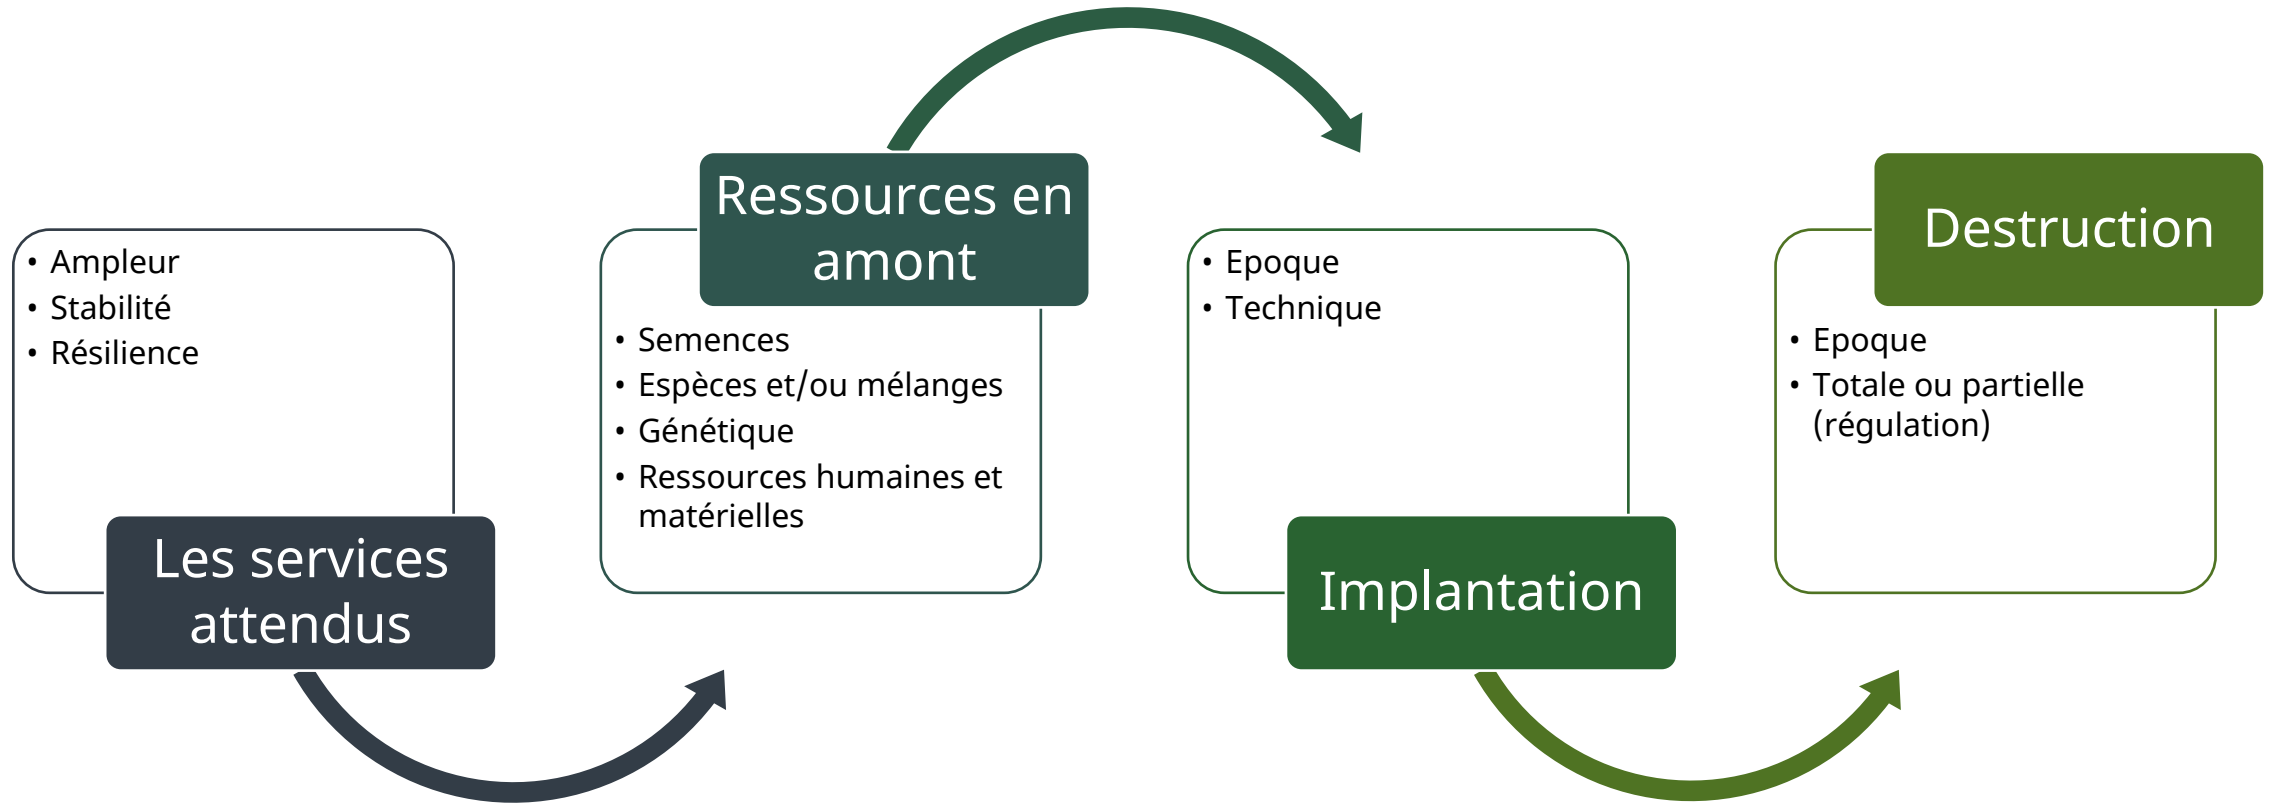 • Ampleur
• Stabilité
• Résilience
Les services
attendus
Ressources en
amont
• Semences
• Espèces et/ou mélanges
• Génétique
• Ressources humaines et
matérielles
• Epoque
• Technique
Implantation
Destruction
• Epoque
• Totale ou partielle
(régulation)